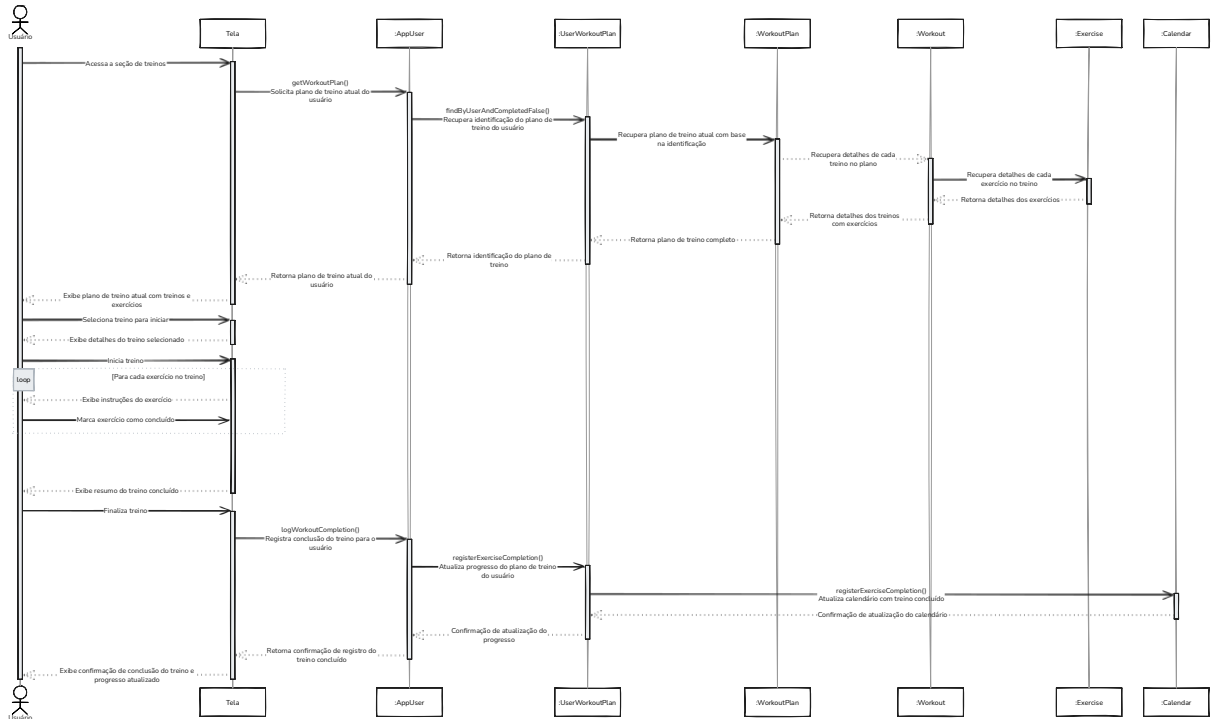 Usuário
Tela
:AppUser
:UserWorkoutPlan
:WorkoutPlan
:Workout
:Exercise
:Calendar
Acessa a seção de treinos
getWorkoutPlan()
Solicita plano de treino atual do
usuário
findByUserAndCompletedFalse()
Recupera identificação do plano de
treino do usuário
Recupera plano de treino atual com base
na identificação
Recupera detalhes de cada
treino no plano
Recupera detalhes de cada
exercício no treino
Retorna detalhes dos exercícios
Retorna detalhes dos treinos
com exercícios
Retorna plano de treino completo
Retorna identificação do plano de
treino
Retorna plano de treino atual do
usuário
Exibe plano de treino atual com treinos e
exercícios
Seleciona treino para iniciar
Exibe detalhes do treino selecionado
Inicia treino
loop
[Para cada exercício no treino]
Exibe instruções do exercício
Marca exercício como concluído
Exibe resumo do treino concluído
Finaliza treino
logWorkoutCompletion()
Registra conclusão do treino para o
usuário
registerExerciseCompletion()
Atualiza progresso do plano de treino
do usuário
registerExerciseCompletion()
Atualiza calendário com treino concluído
Confirmação de atualização do calendário
Confirmação de atualização do
progresso
Retorna confirmação de registro do
treino concluído
Exibe confirmação de conclusão do treino e
progresso atualizado
Usuário
Tela
:AppUser
:UserWorkoutPlan
:WorkoutPlan
:Workout
:Exercise
:Calendar